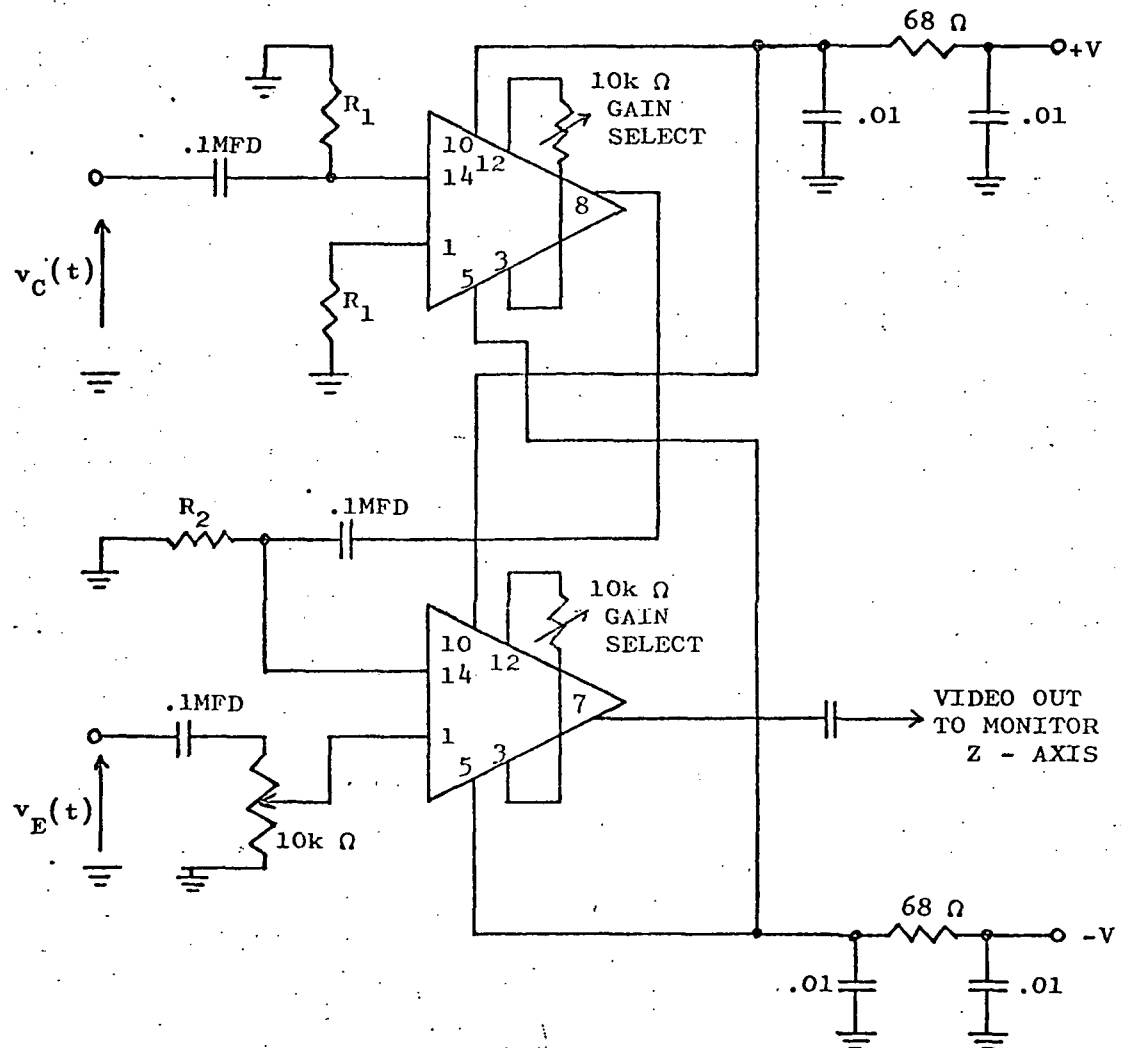 68 Ω
+V
.01
.01
10k Ω
GAIN
SELECT
R1
.1MFD
10
12
14
8
1
3
5
vC(t)
R1
R2
.1MFD
10k Ω
GAIN
SELECT
10
12
14
7
1
3
5
.1MFD
vE(t)
10k Ω
VIDEO OUT
TO MONITOR
Z - AXIS
68 Ω
-V
.01
.01